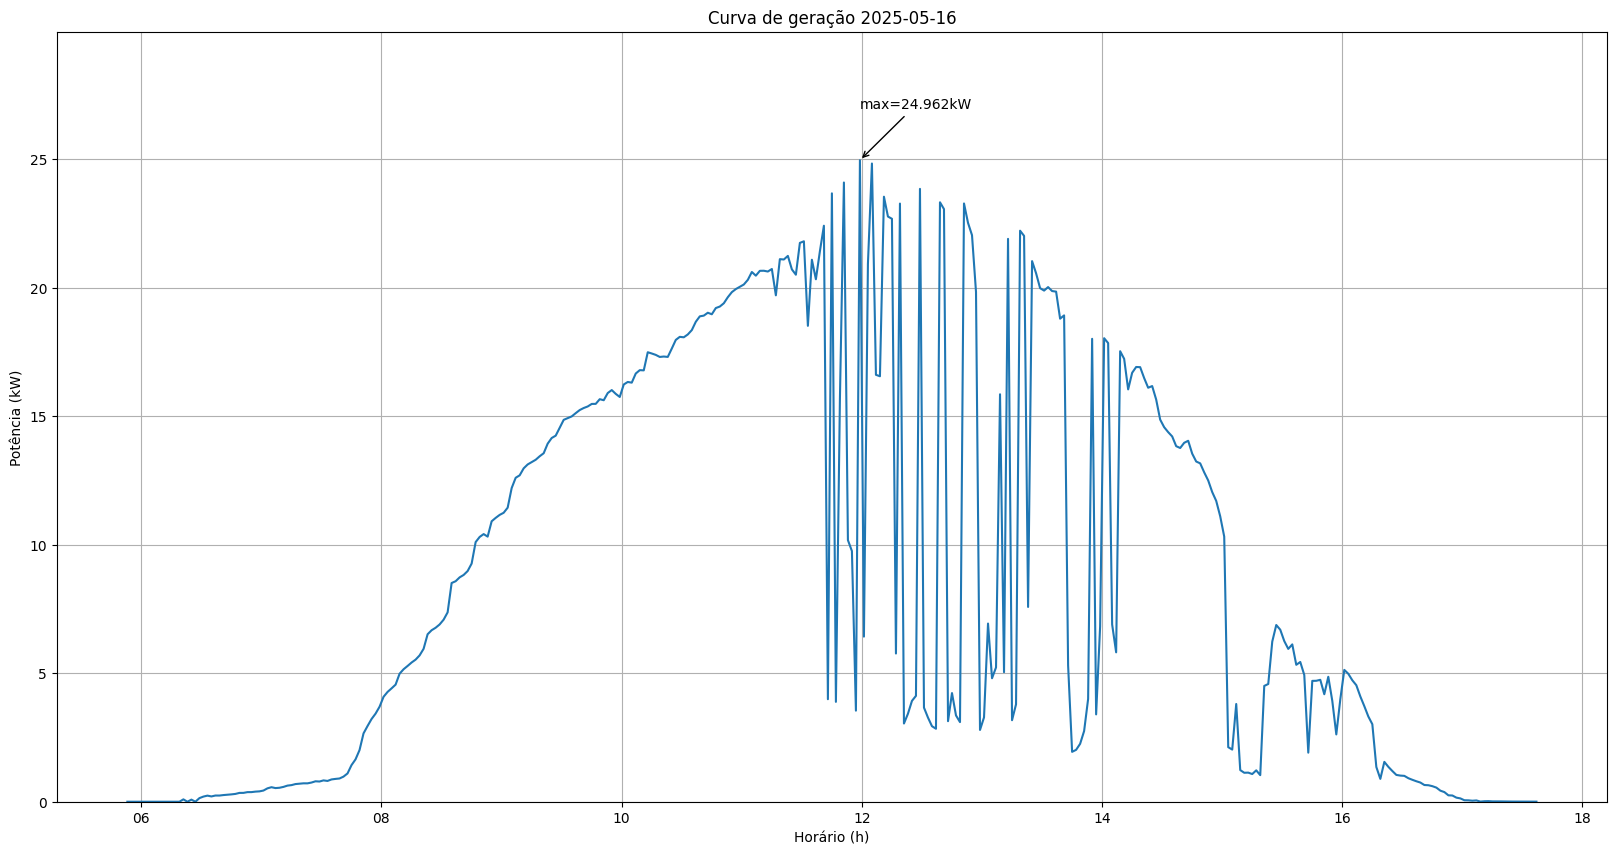 Curva de geração 2025-05-16
max=24.962kW
25
20
15
10
5
0
Potência (kW)
06 08 10 12 14 16 18
Horário (h)